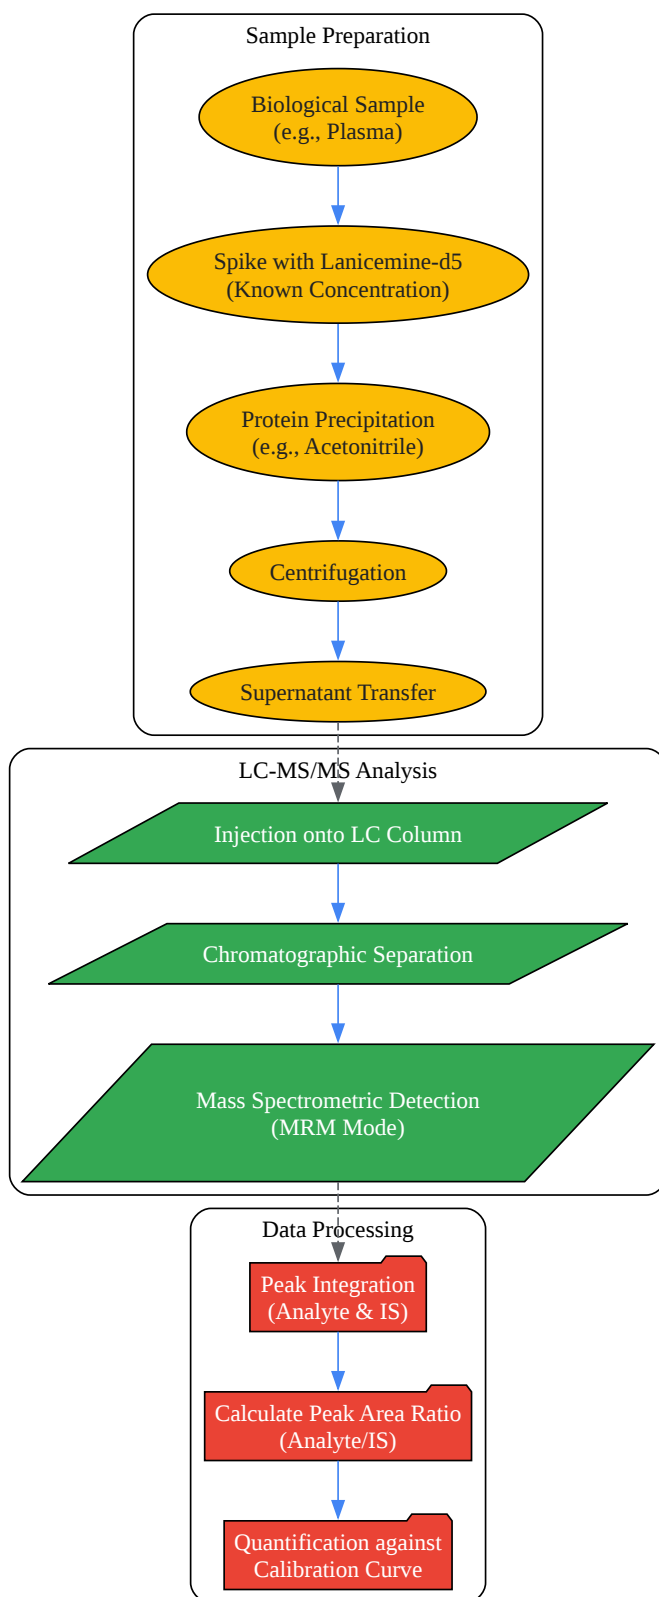 Sample Preparation
Biological Sample
(e.g., Plasma)
Spike with Lanicemine-d5
(Known Concentration)
Protein Precipitation
(e.g., Acetonitrile)
Centrifugation
Supernatant Transfer
LC-MS/MS Analysis
Injection onto LC Column
Chromatographic Separation
Mass Spectrometric Detection
(MRM Mode)
Data Processing
Peak Integration
(Analyte & IS)
Calculate Peak Area Ratio
(Analyte/IS)
Quantification against
Calibration Curve